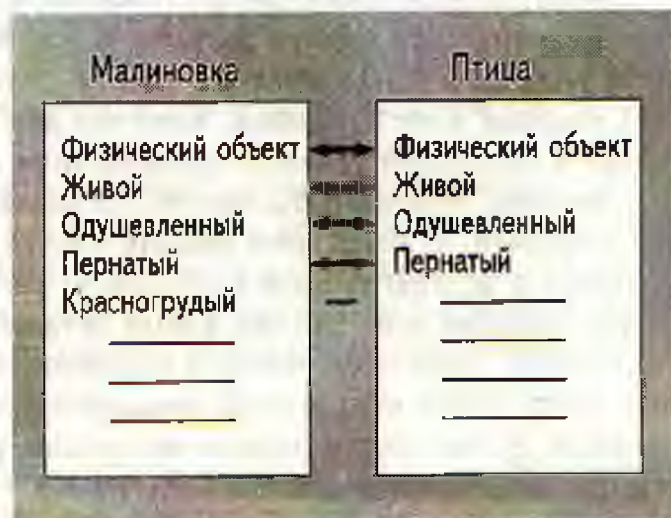 Малиновка
Физический объект
Живой
Одушевленный
Пернатый
Красногрудый
Птица
Физический объект
Живой
Одушевленный
Пернатый